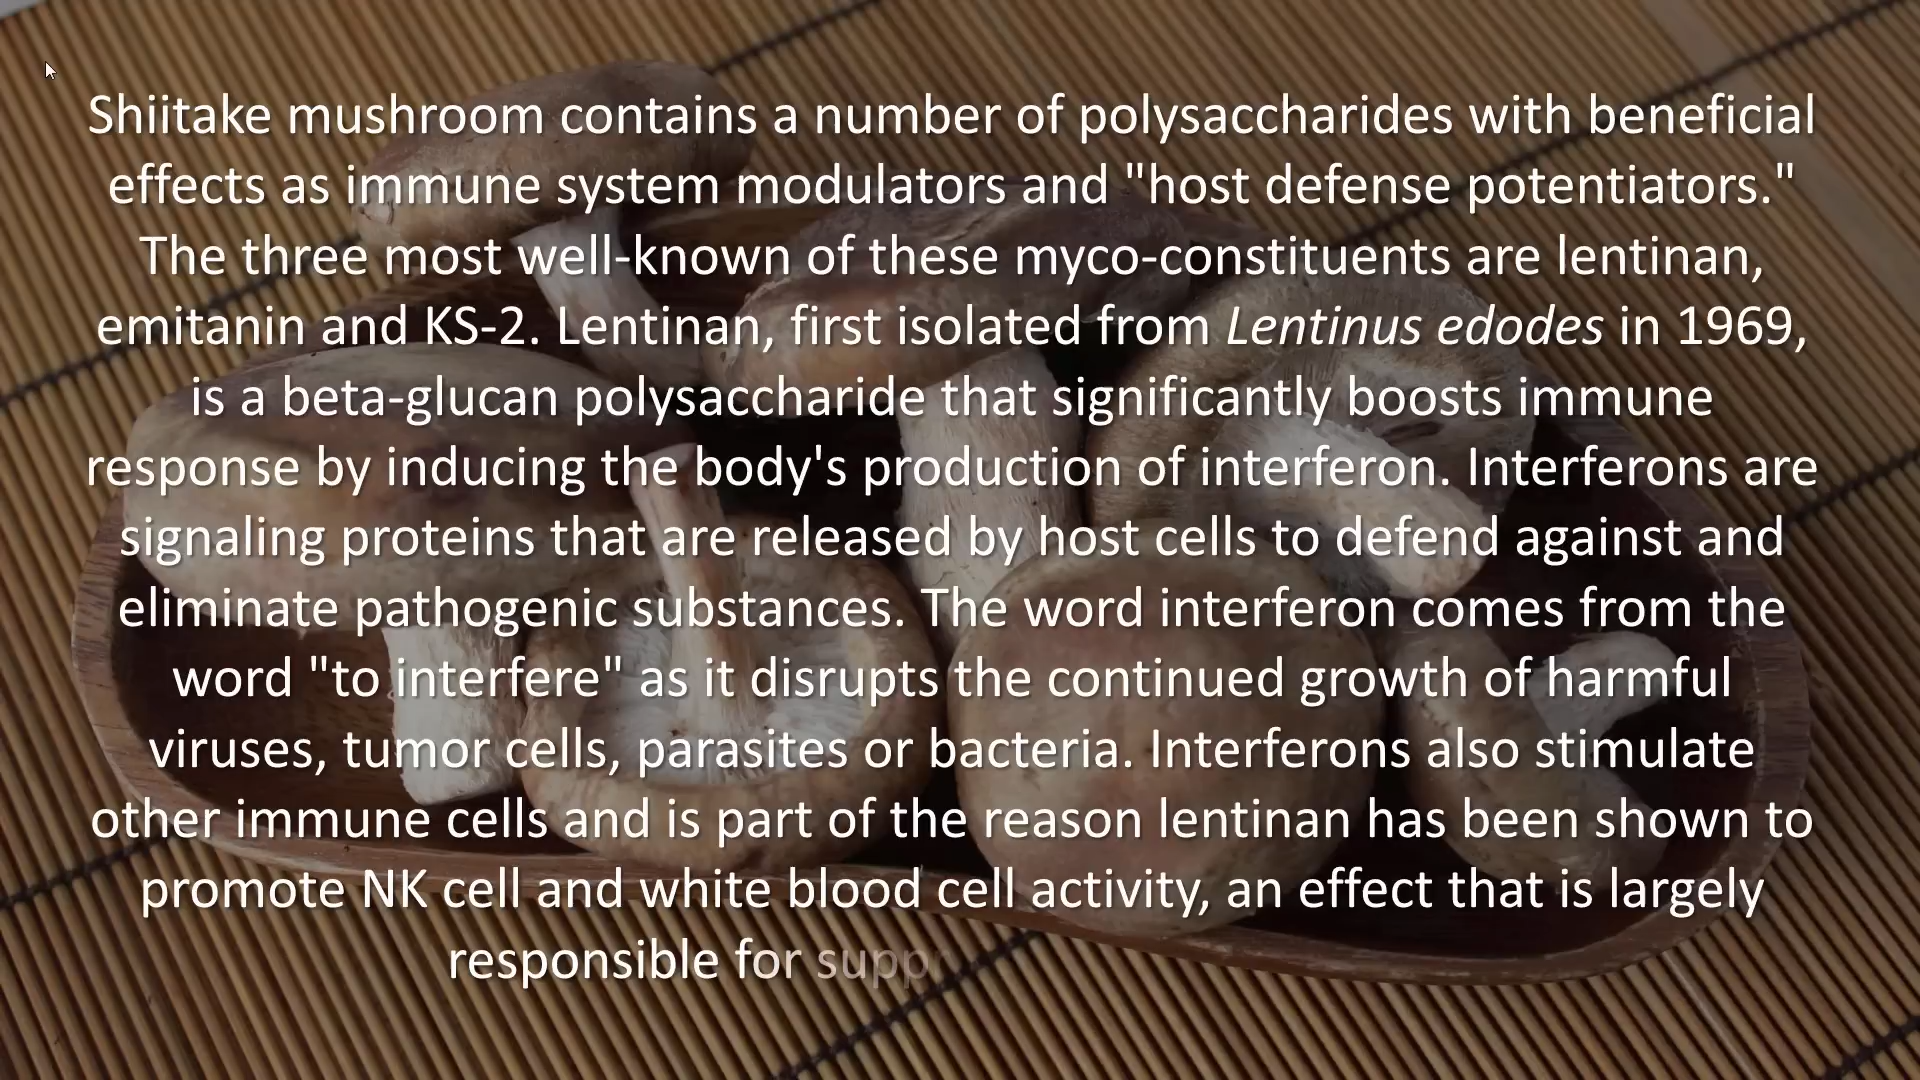 Shiitake mushroom contains a number of polysaccharides with beneficial
effects as immune system modulators and "host defense potentiators."
The three most well-known of these myco-constituents are lentinan,
emitanin and KS-2. Lentinan, first isolated from Lentinus edodes in 1969,
is a beta-glucan polysaccharide that significantly boosts immune
response by inducing the body's production of interferon. Interferons are
signaling proteins that are released by host cells to defend against and
eliminate pathogenic substances. The word interferon comes from the
word "to interfere" as it disrupts the continued growth of harmful
viruses, tumor cells, parasites or bacteria. Interferons also stimulate
other immune cells and is part of the reason lentinan has been shown to
promote NK cell and white blood cell activity, an effect that is largely
responsible for